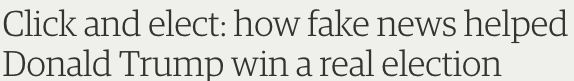 Click and elect: how fake news helped
Donald Trump win a real election